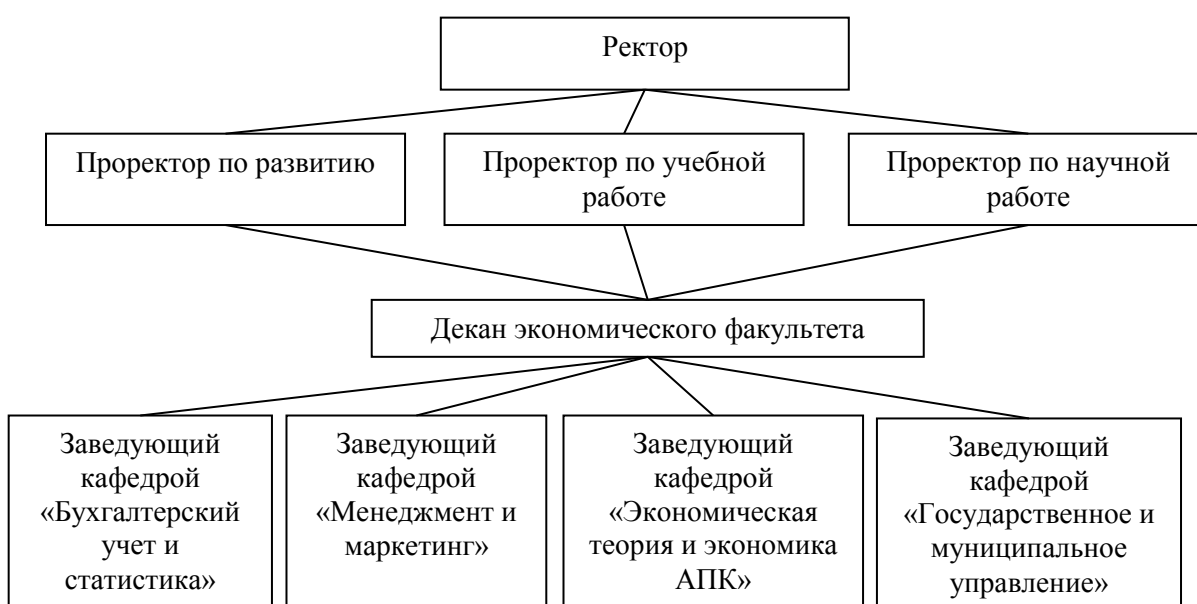 Ректор
Проректор по развитию
Проректор по учебной
работе
Проректор по научной
работе
Декан экономического факультета
Заведующий
кафедрой
«Бухгалтерский
учет и
статистика»
Заведующий
кафедрой
«Менеджмент и
маркетинг»
Заведующий
кафедрой
«Экономическая
теория и экономика
АПК»
Заведующий
кафедрой
«Государственное и
муниципальное
управление»